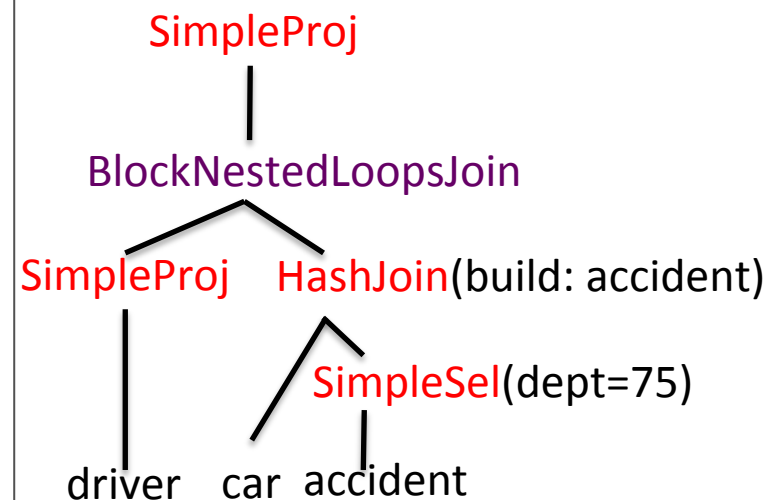 SimpleProj
BlockNestedLoopsJoin
SimpleProj HashJoin(build: accident)
SimpleSel(dept=75)
driver car accident